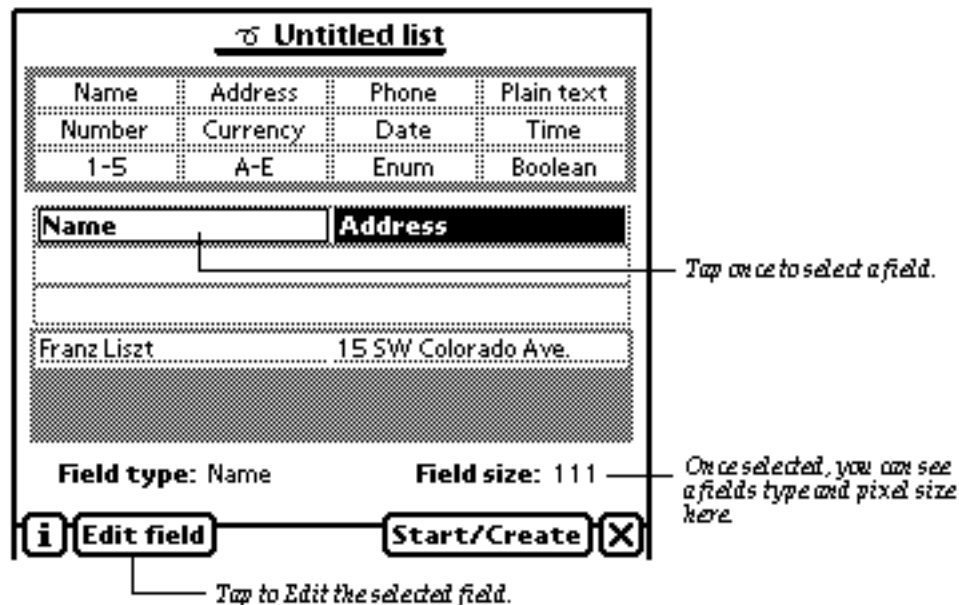 Untitled list
Name Address Phone Plain text
Number Currency Date Time
1-5 A-E Enum Boolean
Name Address
Tap once to select a field.
Franz Liszt 15 SW Colorado Ave.
Field type: Name Field size: 111
Once selected, you can see
a fields type and pixel size
here.
i Edit field Start/Create X
Tap to Edit the selected field.